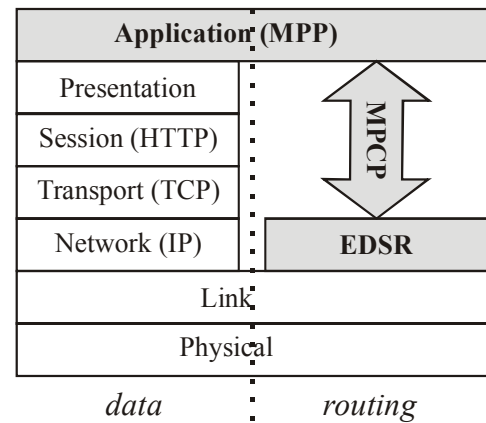 Application (MPP)
Presentation
Session (HTTP)
Transport (TCP)
Network (IP)
MPCP
EDSR
Link
Physical
data
routing